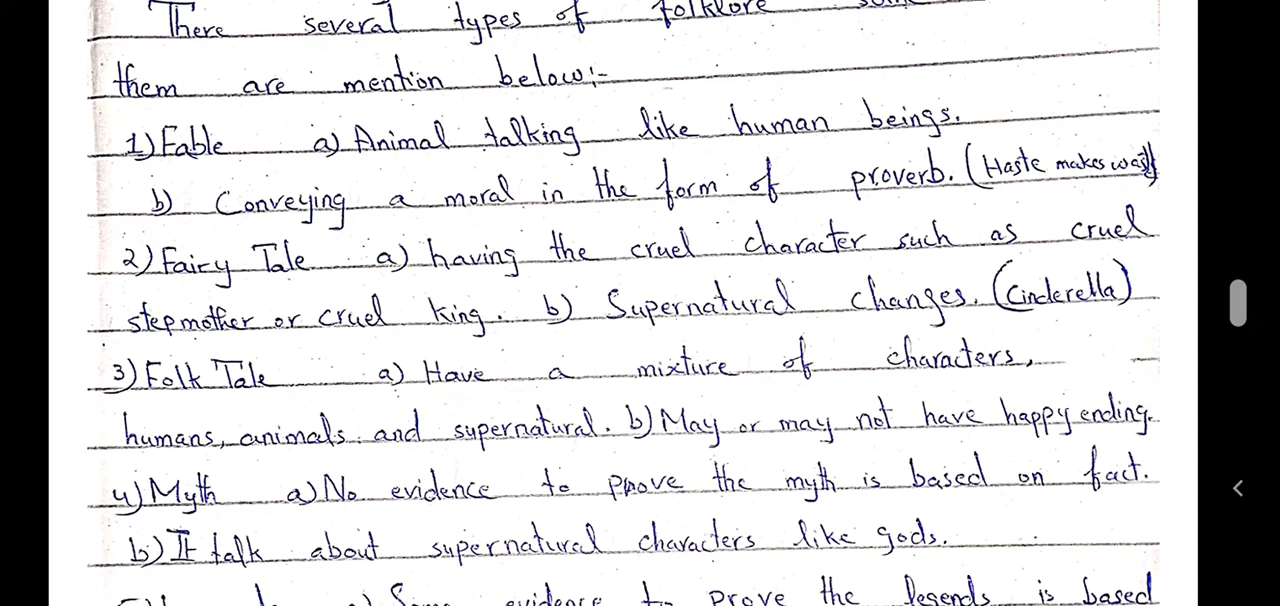 There several types of folklore some
them are mention below:-
1) Fable a) Animal talking like human beings.
b) Conveying a moral in the form of proverb. (Haste makes
2) Fairy Tale a) having the cruel character such as cruel
stepmother or cruel king. b) Supernatural changes. (Cinderella)
3) Folk Tale a) Have a mixture of characters,
humans, animals and supernatural. b) May or may not have happy ending.
4) Myth a) No evidence to prove the myth is based on fact.
b) It talk about supernatural characters like gods.
a) Some evidence to prove the legends is based